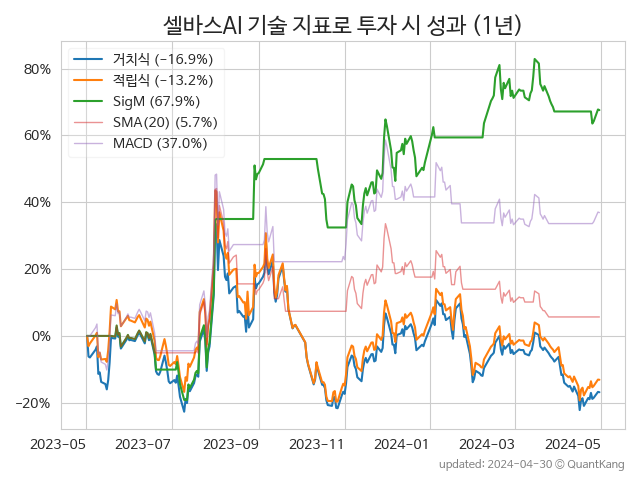 셀바스AI 기술 지표로 투자 시 성과 (1년)
거치식 (−16.9%)
적립식 (−13.2%)
SigM (67.9%)
SMA(20) (5.7%)
MACD (37.0%)
80%
60%
40%
20%
0%
−20%
2023-05 2023-07 2023-09 2023-11 2024-01 2024-03 2024-05
updated: 2024-04-30 © QuantKang